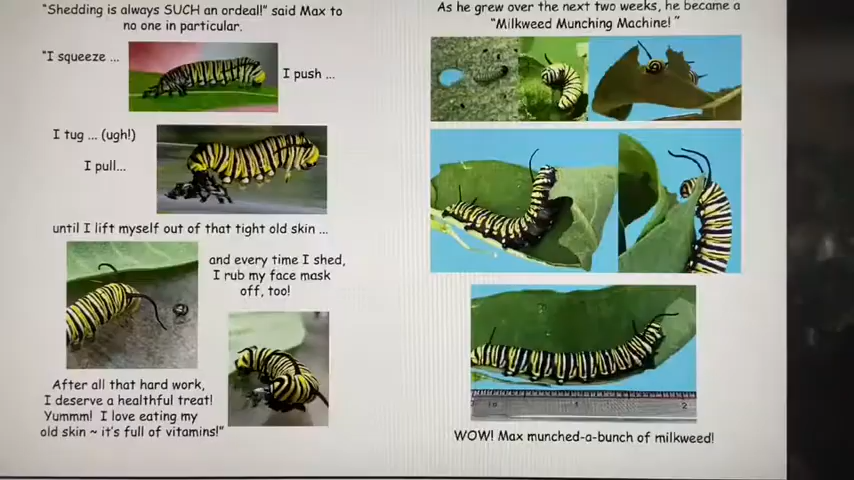 "Shedding is always SUCH an ordeal!" said Max to
no one in particular.
"I squeeze ...
I push ...
I tug ... (ugh!)
I pull...
until I lift myself out of that tight old skin ...
and every time I shed,
I rub my face mask
off, too!
After all that hard work,
I deserve a healthful treat!
Yummm! I love eating my
old skin ~ it's full of vitamins!"
As he grew over the next two weeks, he became a
"Milkweed Munching Machine!"
1
2
WOW! Max munched-a-bunch of milkweed!